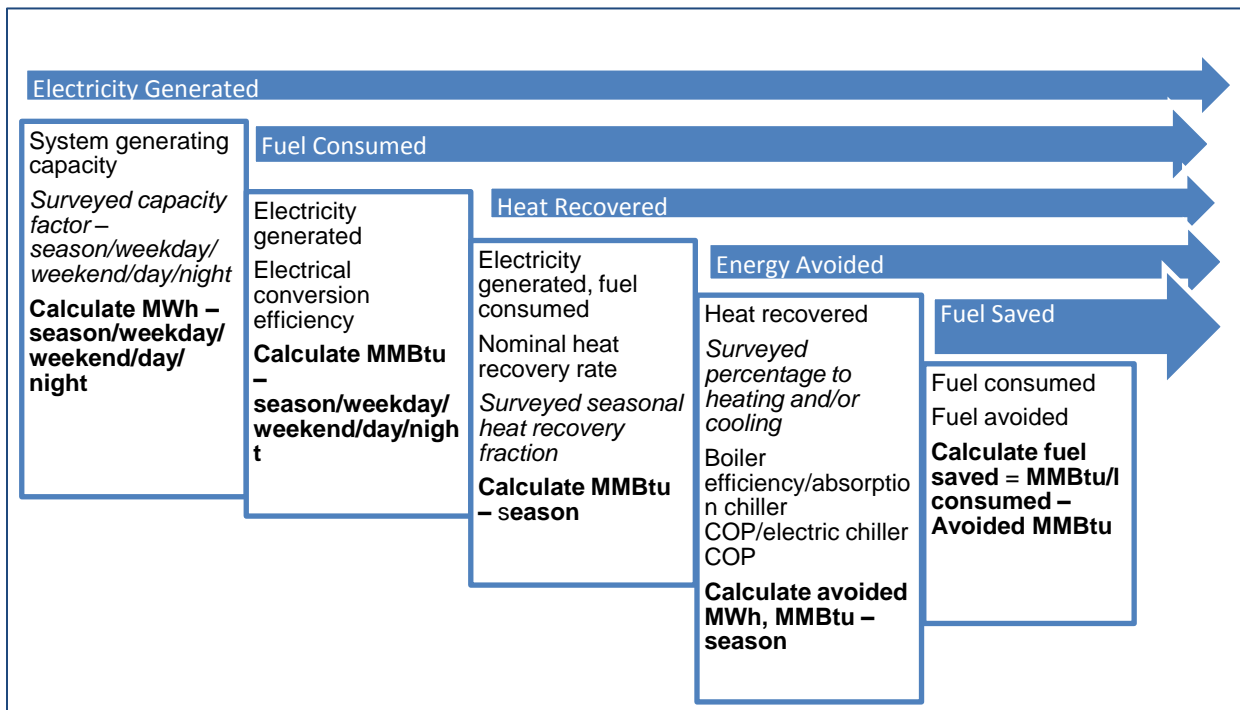 Electricity Generated
System generating
capacity
Surveyed capacity
factor –
season/weekday/
weekend/day/night
Calculate MWh –
season/weekday/
weekend/day/
night
Fuel Consumed
Electricity
generated
Electrical
conversion
efficiency
Calculate MMBtu
–
season/weekday/
weekend/day/nigh
t
Heat Recovered
Electricity
generated, fuel
consumed
Nominal heat
recovery rate
Surveyed seasonal
heat recovery
fraction
Calculate MMBtu
– season
Energy Avoided
Heat recovered
Surveyed
percentage to
heating and/or
cooling
Boiler
efficiency/absorptio
n chiller
COP/electric chiller
COP
Calculate avoided
MWh, MMBtu –
season
Fuel Saved
Fuel consumed
Fuel avoided
Calculate fuel
saved = MMBtu/l
consumed –
Avoided MMBtu